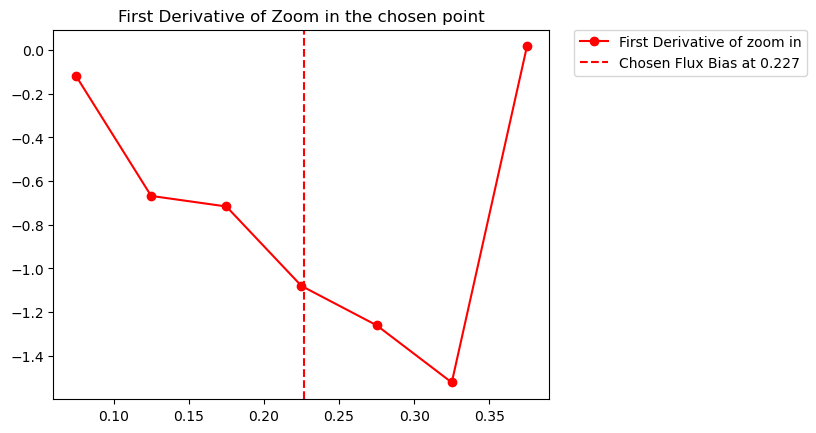 First Derivative of Zoom in the chosen point
First Derivative of zoom in
Chosen Flux Bias at 0.227
0.0
−0.2
−0.4
−0.6
−0.8
−1.0
−1.2
−1.4
0.10 0.15 0.20 0.25 0.30 0.35